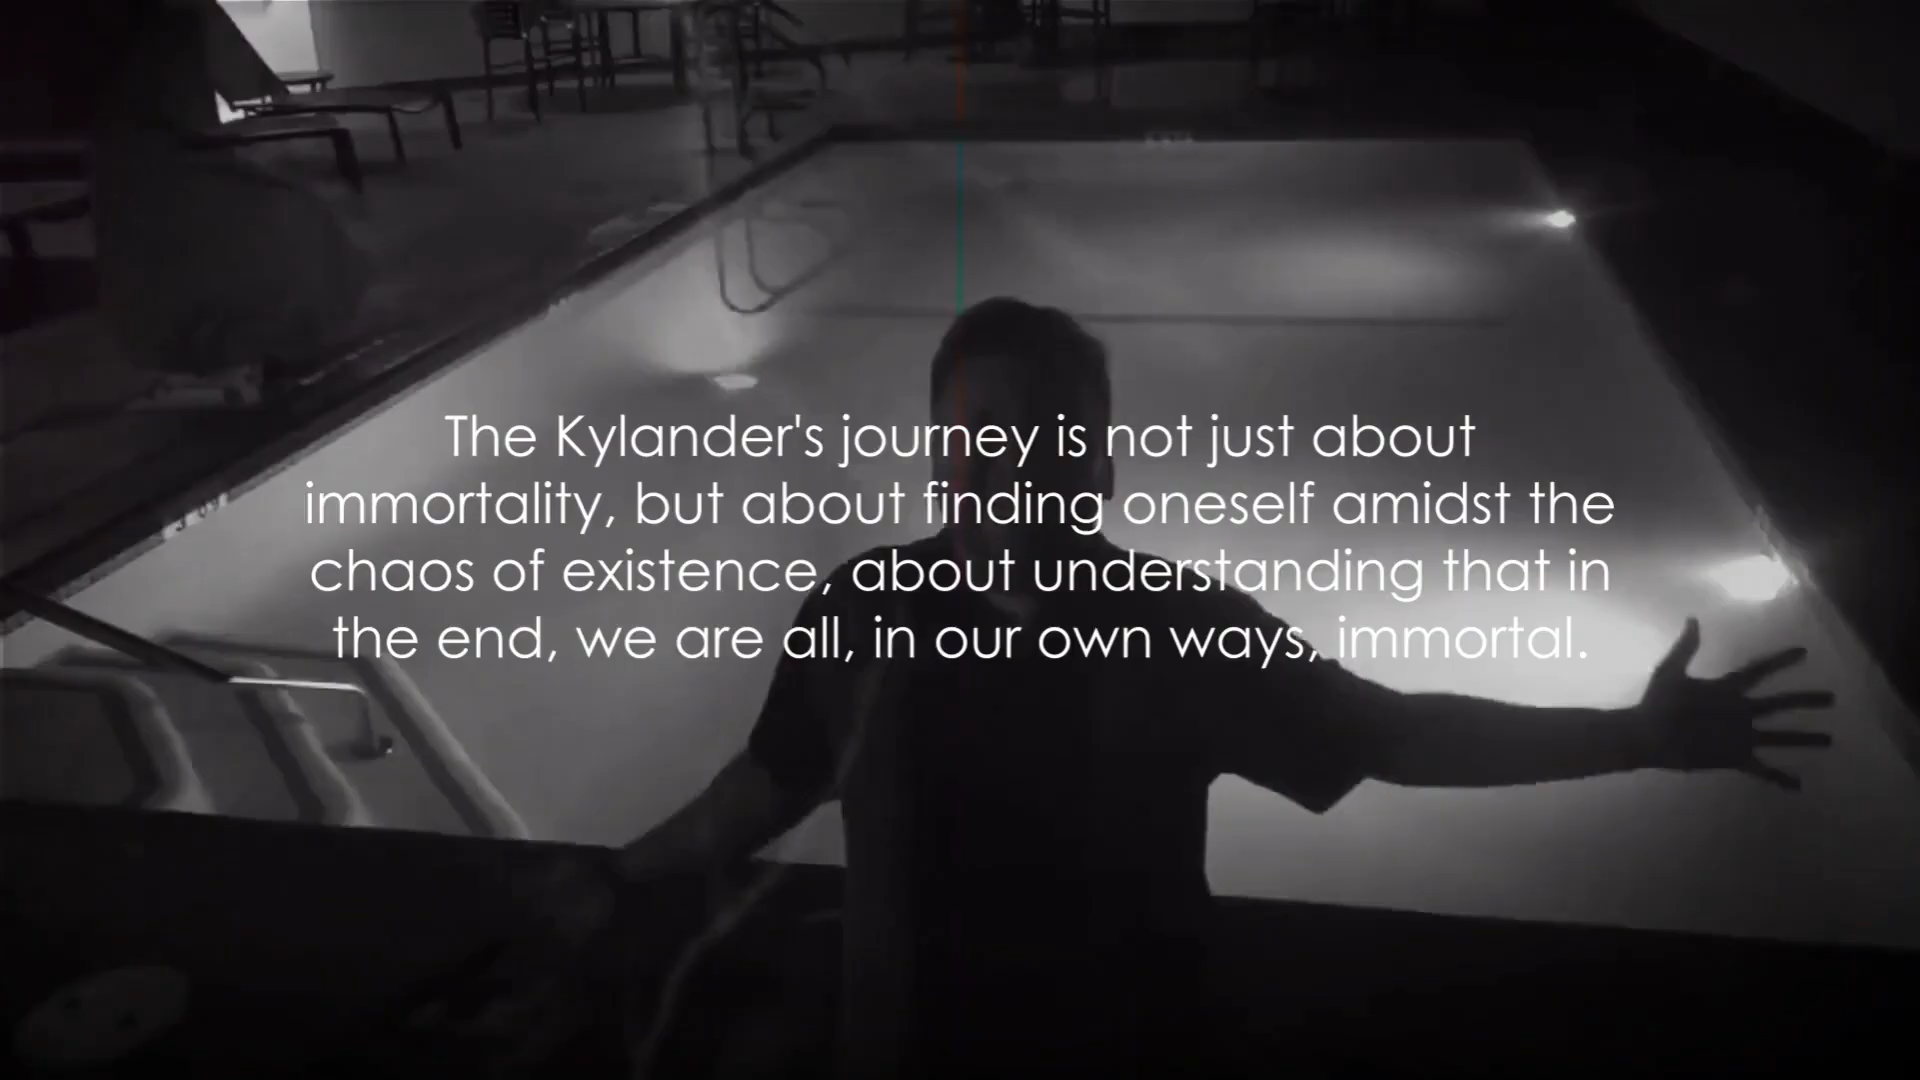 The Kylander's journey is not just about
immortality, but about finding oneself amidst the
chaos of existence, about understanding that in
the end, we are all, in our own ways, immortal.